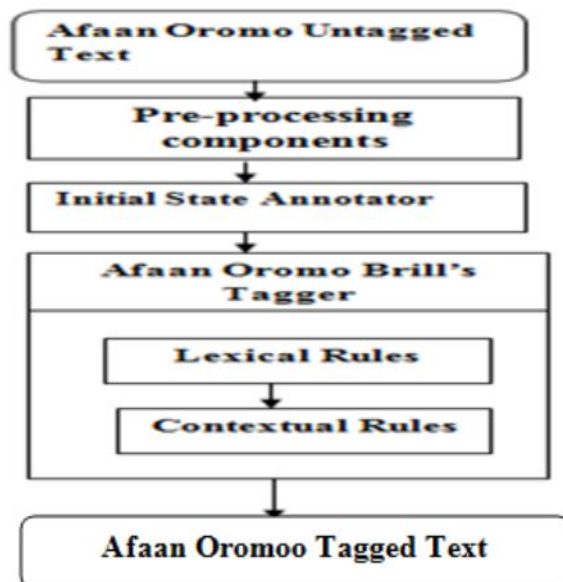 Afaan Oromo Untagged
Text
Pre-processing
components
Initial State Annotator
Afaan Oromo Brill's
Tagger
Lexical Rules
Contextual Rules
Afaan Oromoo Tagged Text